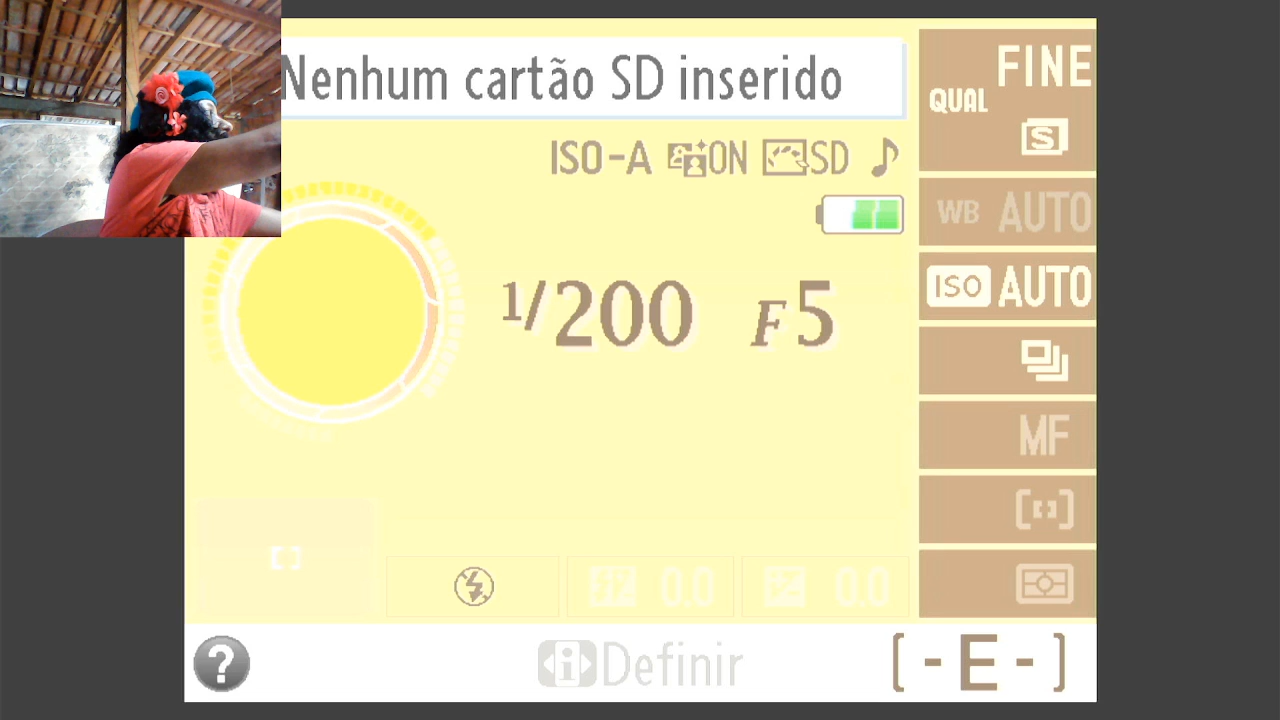 Nenhum cartão SD inserido
FINE
QUAL
S
ISO-A ON SD
WB AUTO
ISO AUTO
1/200 F5
MF
0.0 0.0
? i Definir [-E-]